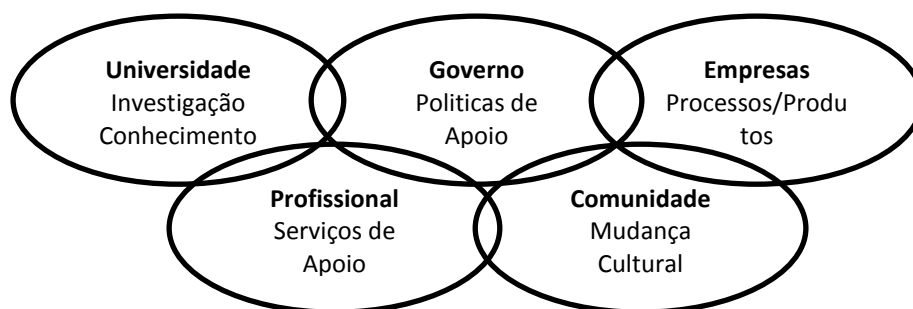 Universidade
Investigação
Conhecimento
Governo
Politicas de
Apoio
Empresas
Processos/Produ
tos
Profissional
Serviços de
Apoio
Comunidade
Mudança
Cultural